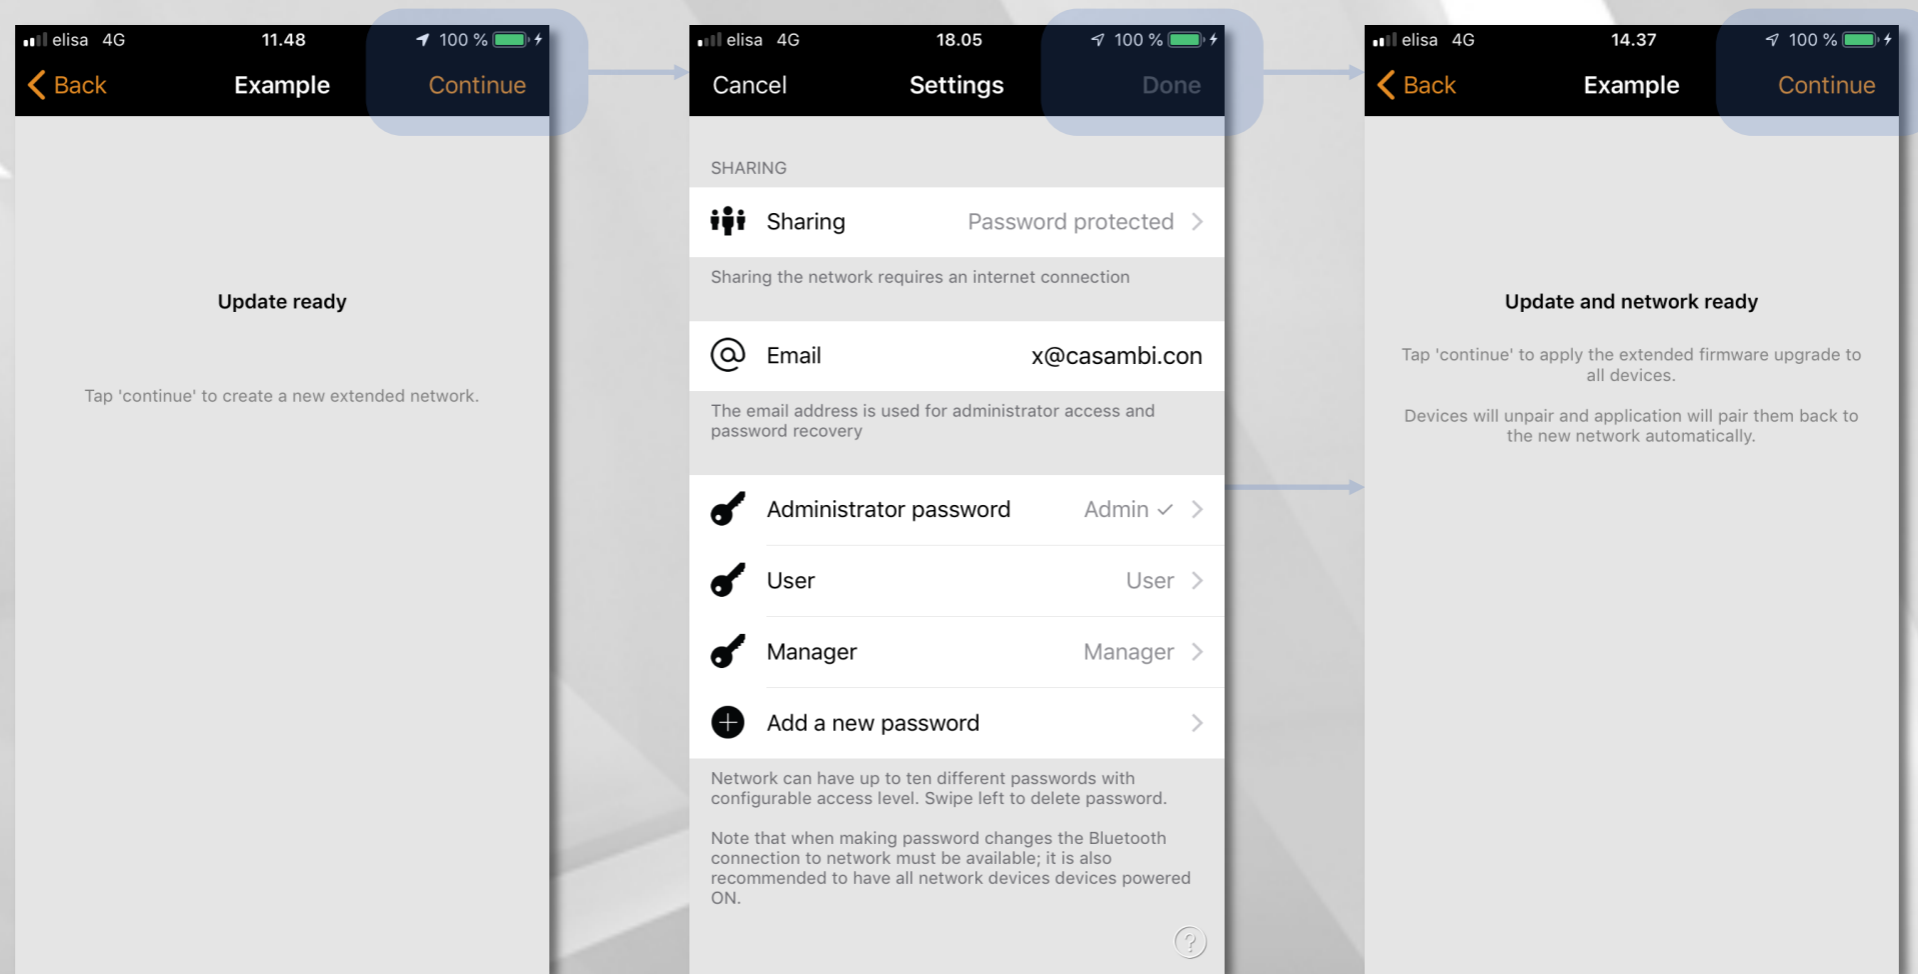 elisa 4G 11.48 100 %
Back Example Continue
Update ready
Tap 'continue' to create a new extended network.
elisa 4G 18.05 100 %
Cancel Settings Done
SHARING
Sharing Password protected
Sharing the network requires an internet connection
Email x@casambi.con
The email address is used for administrator access and
password recovery
Administrator password Admin
User User
Manager Manager
Add a new password
Network can have up to ten different passwords with
configurable access level. Swipe left to delete password.
Note that when making password changes the Bluetooth
connection to network must be available; it is also
recommended to have all network devices devices powered
ON.
?
elisa 4G 14.37 100 %
Back Example Continue
Update and network ready
Tap 'continue' to apply the extended firmware upgrade to
all devices.
Devices will unpair and application will pair them back to
the new network automatically.